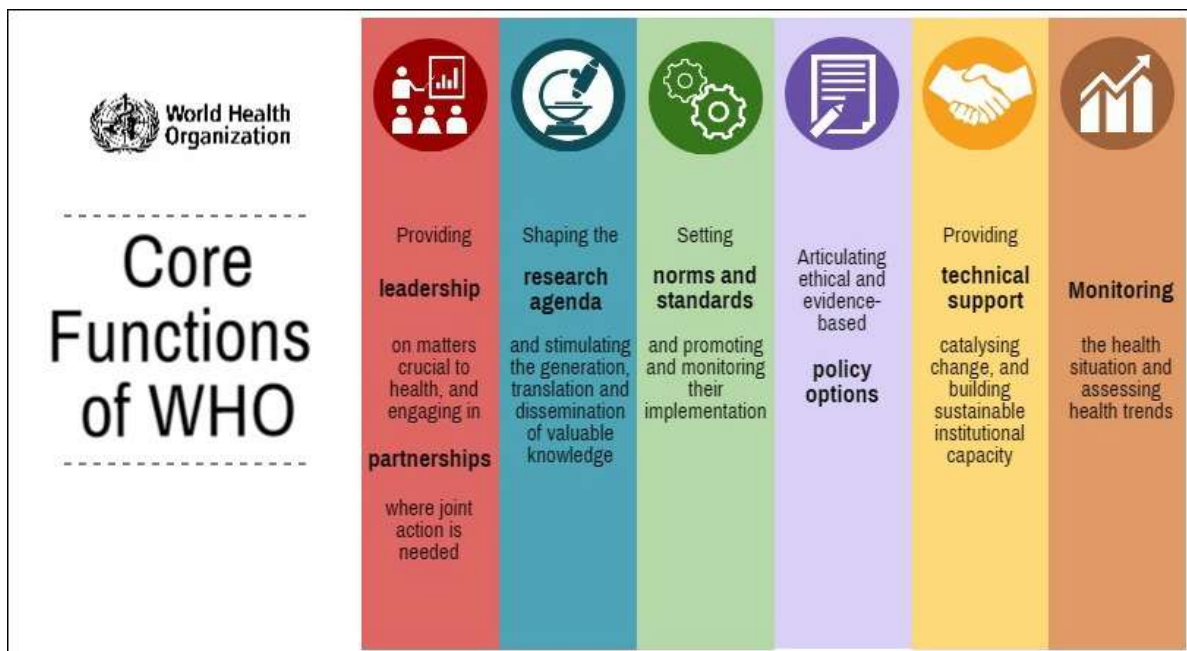 World Health
Organization
Core
Functions
of WHO
Providing
leadership
on matters
crucial to
health, and
engaging in
partnerships
where joint
action is
needed
Shaping the
research
agenda
and stimulating
the generation,
translation and
dissemination
of valuable
knowledge
Setting
norms and
standards
and promoting
and monitoring
their
implementation
Articulating
ethical and
evidence-
based
policy
options
Providing
technical
support
catalysing
change, and
building
sustainable
institutional
capacity
Monitoring
the health
situation and
assessing
health trends